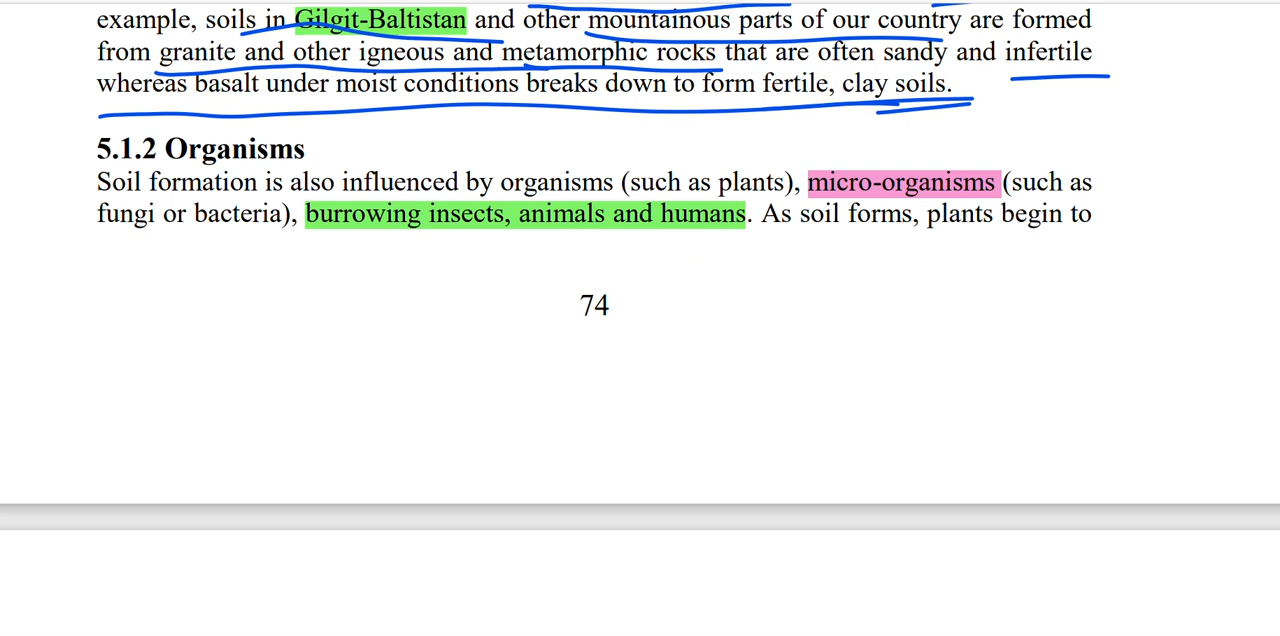 example, soils in Gilgit-Baltistan and other mountainous parts of our country are formed
from granite and other igneous and metamorphic rocks that are often sandy and infertile
whereas basalt under moist conditions breaks down to form fertile, clay soils.
5.1.2 Organisms
Soil formation is also influenced by organisms (such as plants), micro-organisms (such as
fungi or bacteria), burrowing insects, animals and humans. As soil forms, plants begin to
74